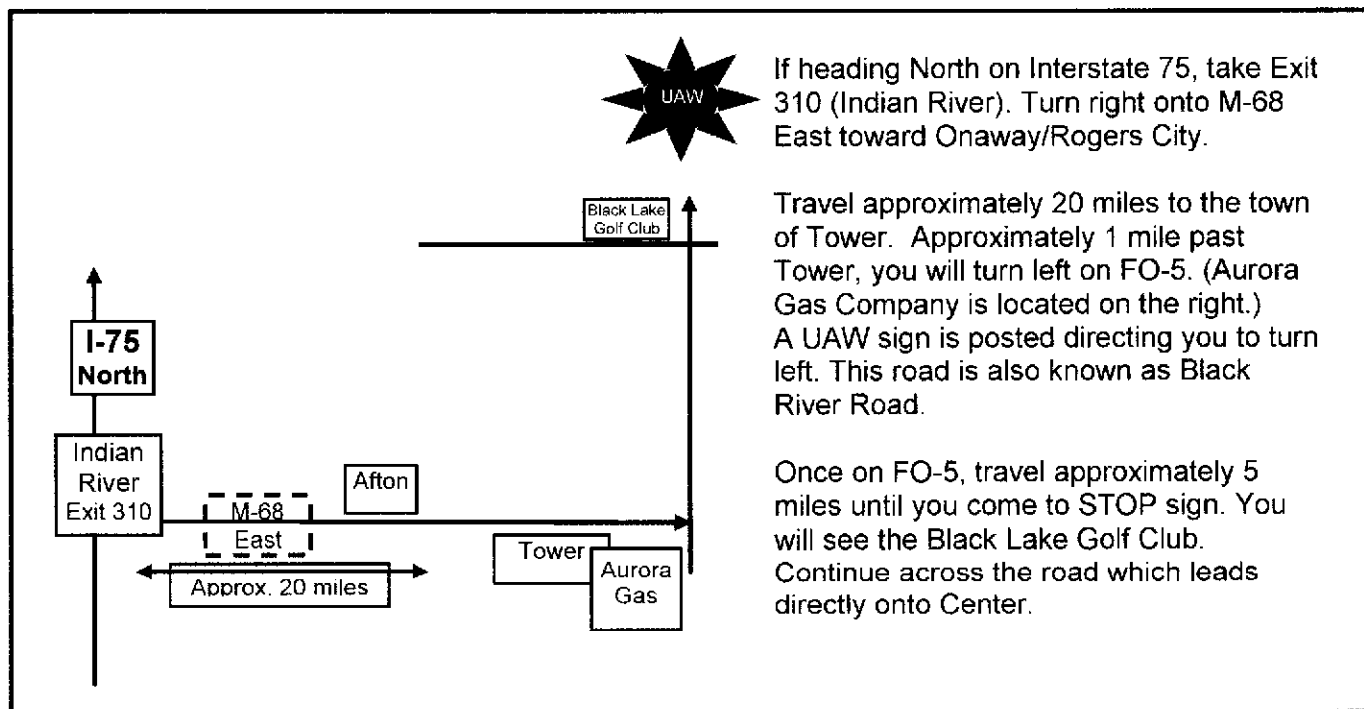 UAW
If heading North on Interstate 75, take Exit
310 (Indian River). Turn right onto M-68
East toward Onaway/Rogers City.
Travel approximately 20 miles to the town
of Tower. Approximately 1 mile past
Tower, you will turn left on FO-5. (Aurora
Gas Company is located on the right.)
A UAW sign is posted directing you to turn
left. This road is also known as Black
River Road.
Once on FO-5, travel approximately 5
miles until you come to STOP sign. You
will see the Black Lake Golf Club.
Continue across the road which leads
directly onto Center.
Black Lake
Golf Club
I-75
North
Indian
River
Exit 310
M-68
East
Afton
Approx. 20 miles
Tower
Aurora
Gas